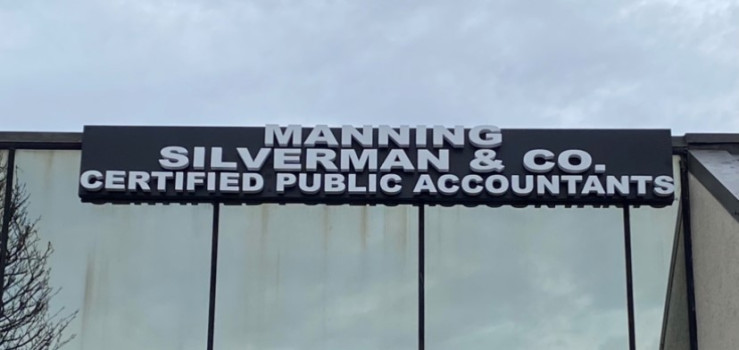 MANNING
SILVERMAN & CO.
CERTIFIED PUBLIC ACCOUNTANTS